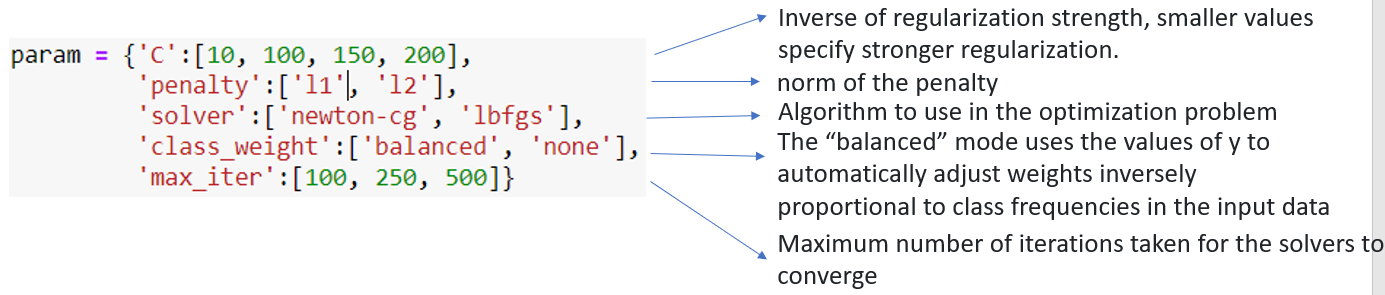 param = {'C':[10, 100, 150, 200],
'penalty':['l1', 'l2'],
'solver':['newton-cg', 'lbfgs'],
'class_weight':['balanced', 'none'],
'max_iter':[100, 250, 500]}
Inverse of regularization strength, smaller values
specify stronger regularization.
norm of the penalty
Algorithm to use in the optimization problem
The “balanced” mode uses the values of y to
automatically adjust weights inversely
proportional to class frequencies in the input data
Maximum number of iterations taken for the solvers to
converge